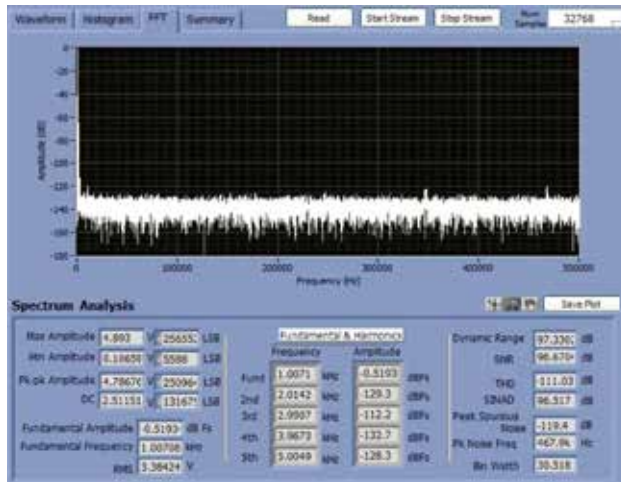 Waveform Histogram FFT Summary Read Start Stream Stop Stream Num Samples 32768
Amplitude (dB)
0
-20
-40
-60
-80
-100
-120
-140
-160
-180
0 100000 200000 300000 400000 500000
Frequency (Hz)
Spectrum Analysis Save Plot
Max Amplitude 4.893 V LSB
Min Amplitude V 5588 LSB
Pk-pk Amplitude V LSB
DC 2.51151 V LSB
Fundamental Amplitude -0.5193 dB Fs
Fundamental Frequency 1.00708 kHz
RMS 3.38424 V
Fundamental & Harmonics
Frequency Amplitude
Fund 1.0071 kHz -0.5193 dBFs
2nd 2.0142 kHz -129.3 dBFs
3rd kHz -112.2 dBFs
4th 3.9673 kHz -132.7 dBFs
5th 5.0049 kHz -128.3 dBFs
Dynamic Range dB
SNR dB
THD -111.03 dB
SINAD 96.517 dB
Peak Spurious Noise -119.4 dB
Pk Noise Freq Hz
Bin Width 30.518